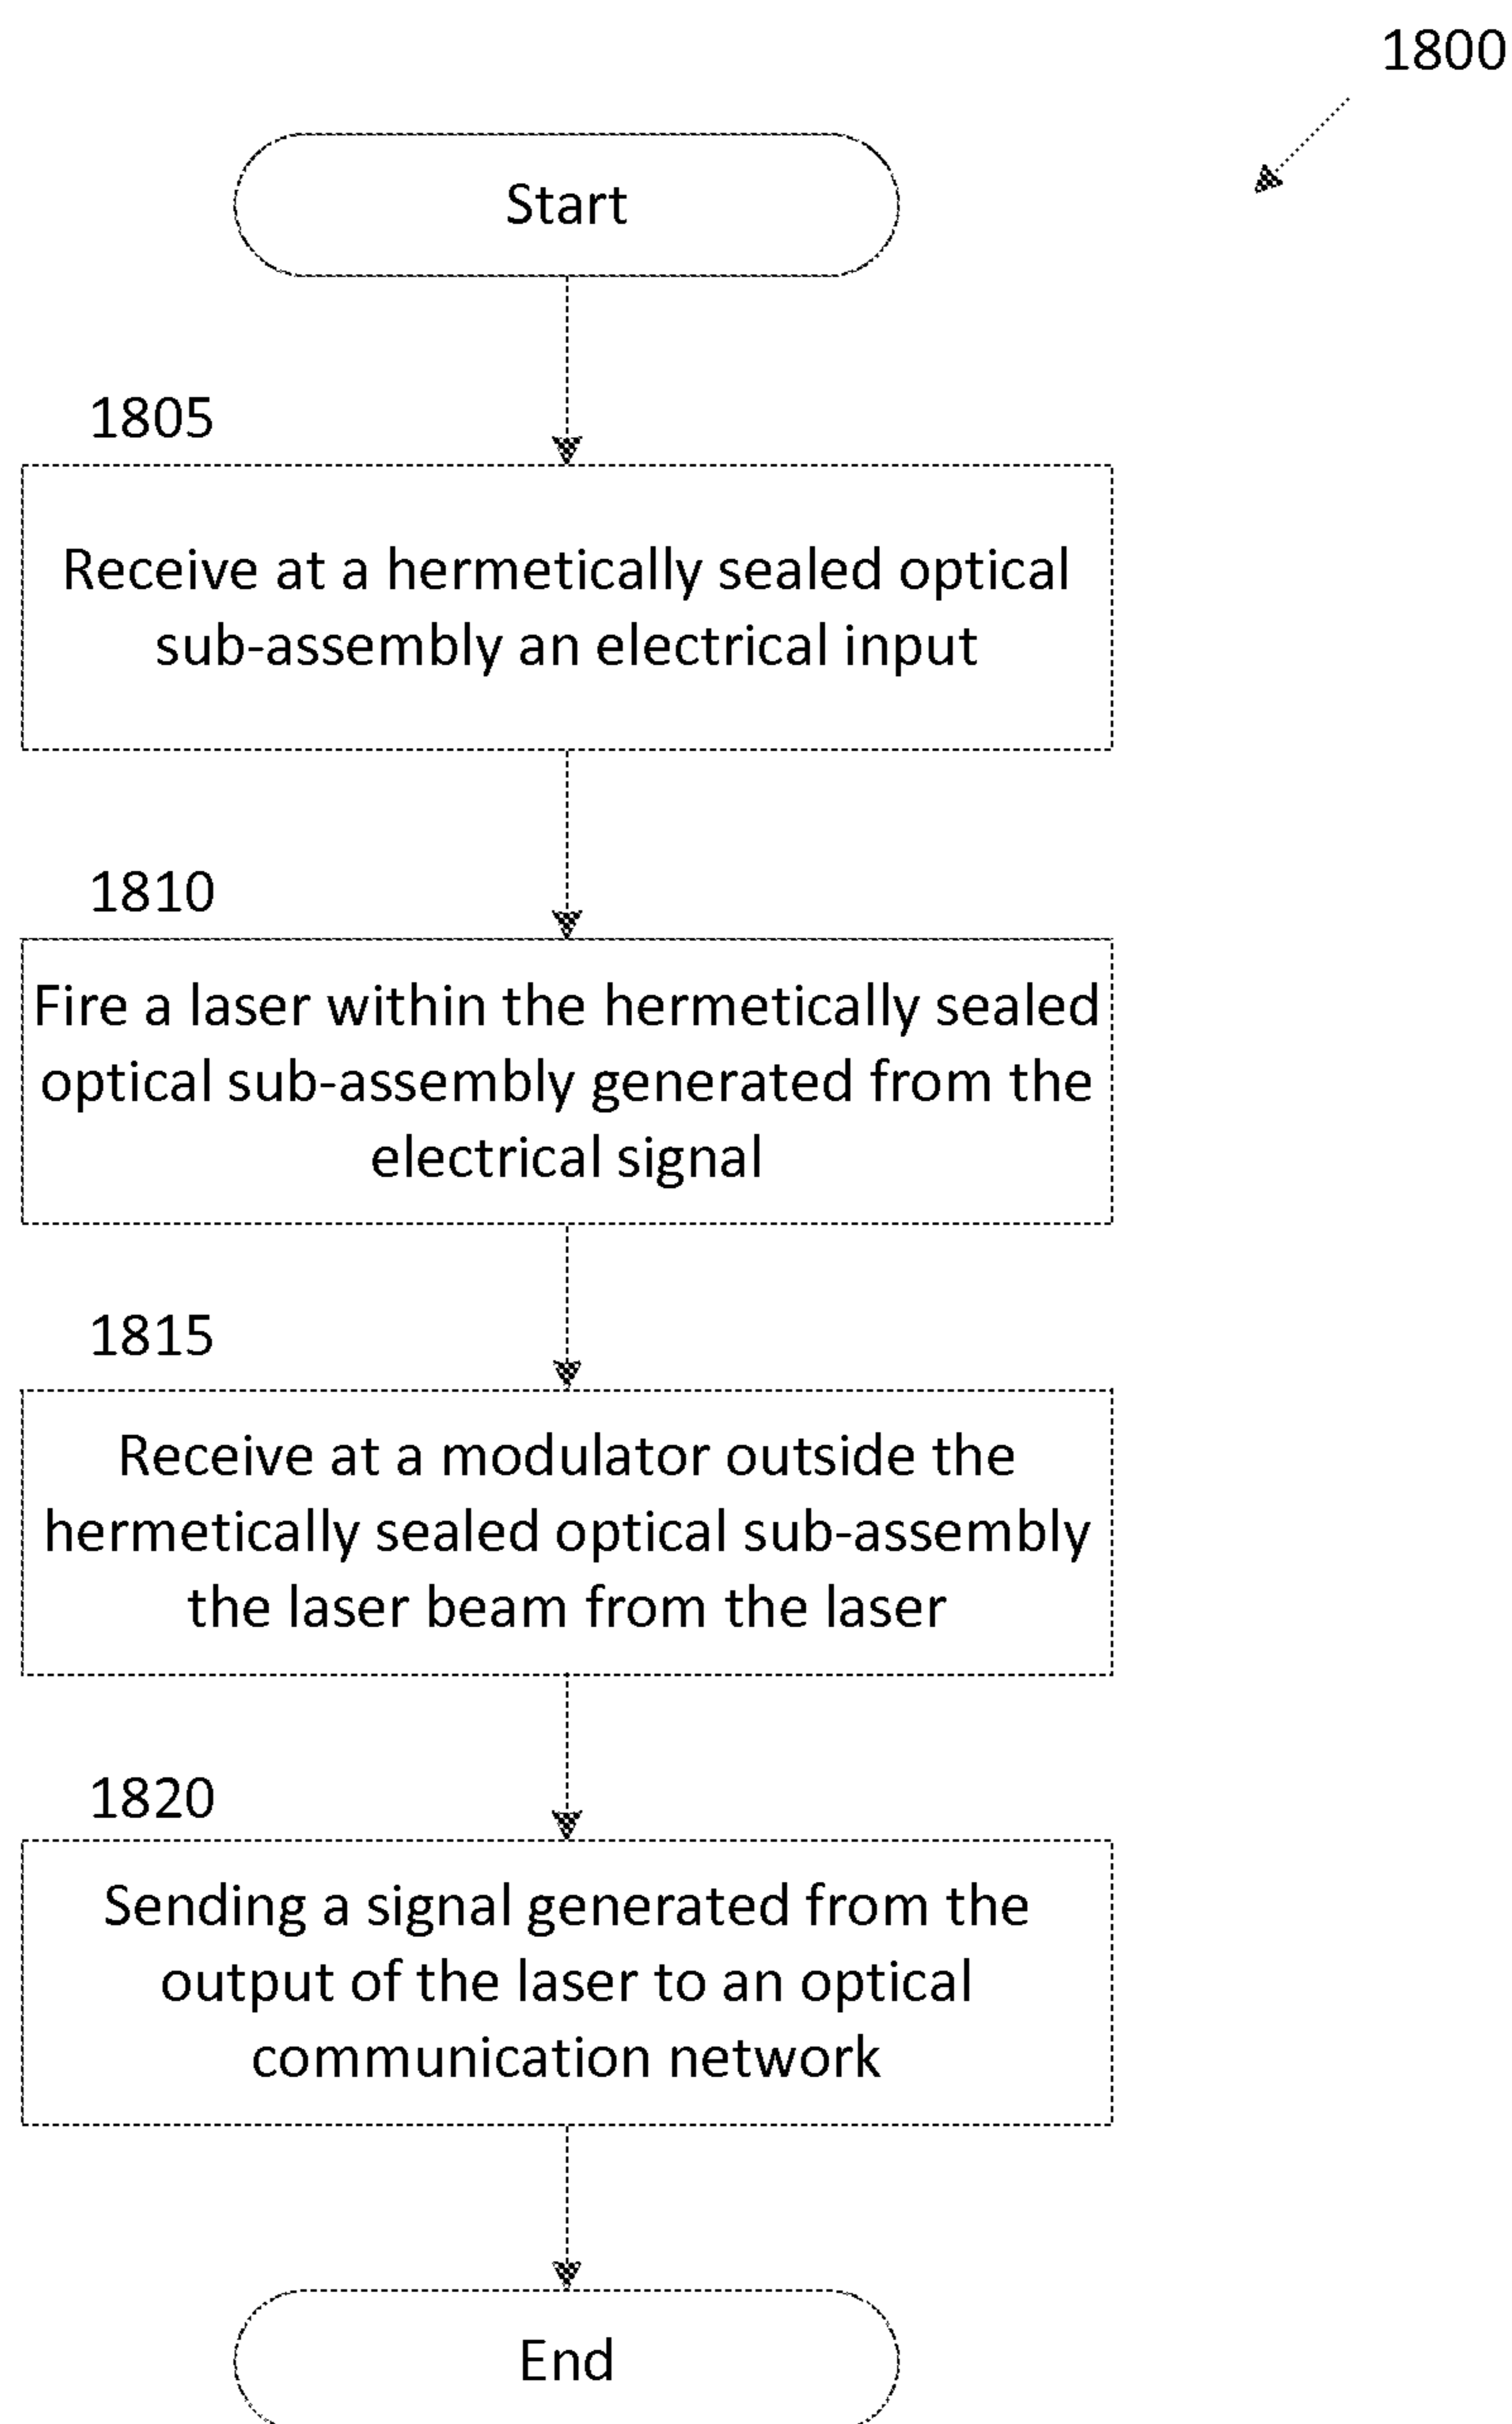 1800
Start
1805
Receive at a hermetically sealed optical
sub-assembly an electrical input
1810
Fire a laser within the hermetically sealed
optical sub-assembly generated from the
electrical signal
1815
Receive at a modulator outside the
hermetically sealed optical sub-assembly
the laser beam from the laser
1820
Sending a signal generated from the
output of the laser to an optical
communication network
End